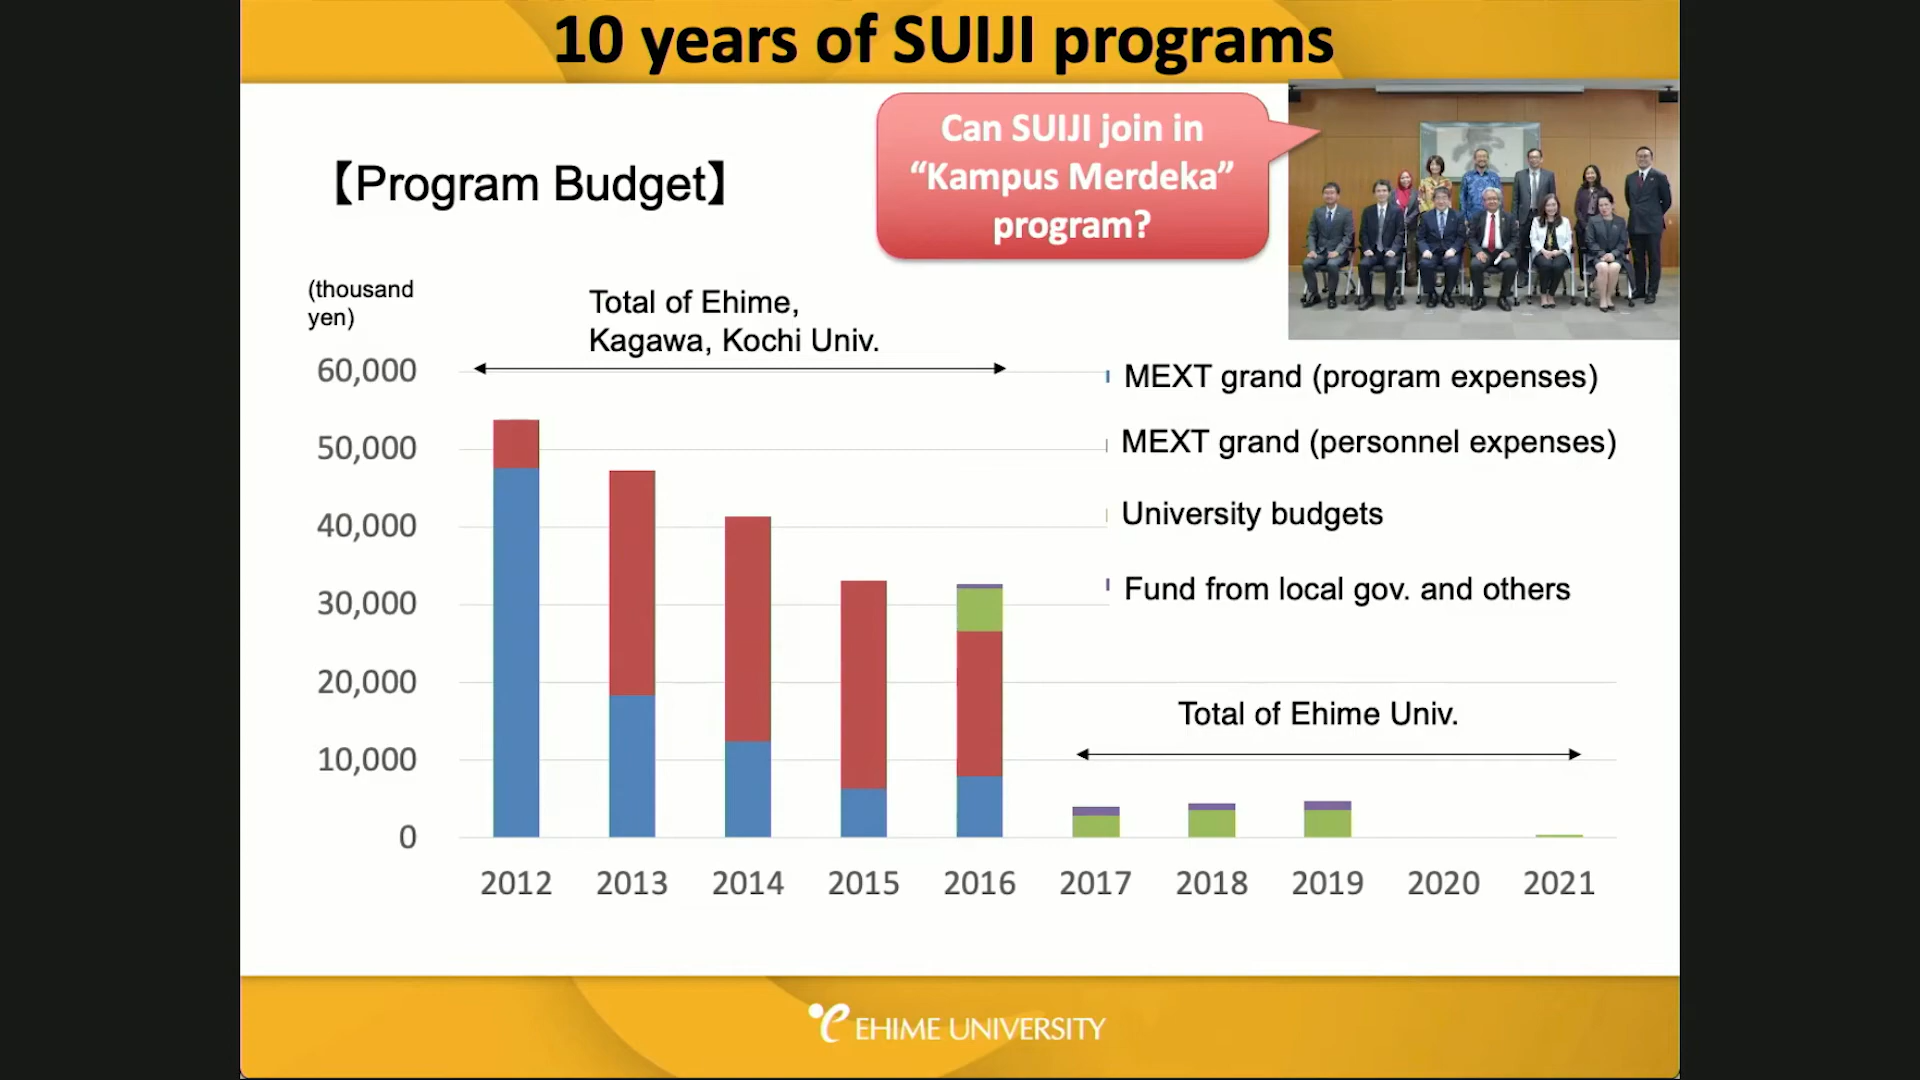 10 years of SUIJI programs
Can SUIJI join in
“Kampus Merdeka”
program?
【Program Budget】
(thousand
yen)
Total of Ehime,
Kagawa, Kochi Univ.
60,000
50,000
40,000
30,000
20,000
10,000
0
MEXT grand (program expenses)
MEXT grand (personnel expenses)
University budgets
Fund from local gov. and others
Total of Ehime Univ.
2012 2013 2014 2015 2016 2017 2018 2019 2020 2021
EHIME UNIVERSITY